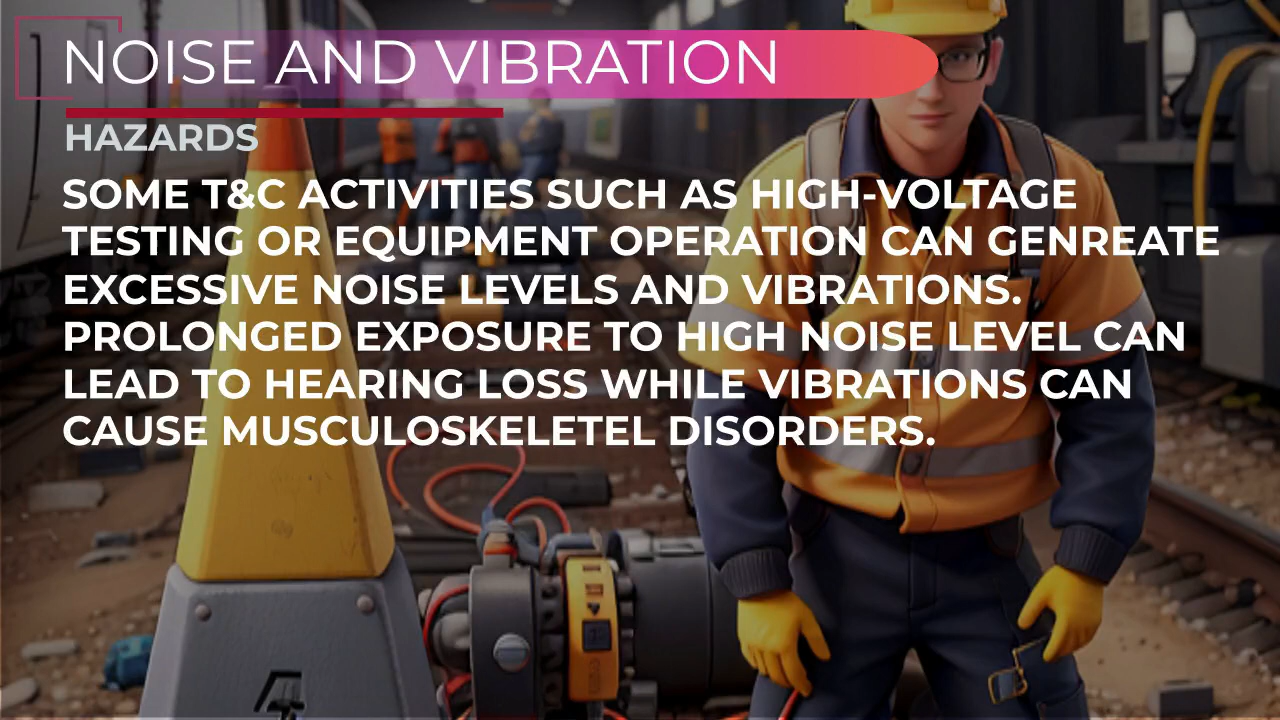 NOISE AND VIBRATION
HAZARDS
SOME T&C ACTIVITIES SUCH AS HIGH-VOLTAGE
TESTING OR EQUIPMENT OPERATION CAN GENREATE
EXCESSIVE NOISE LEVELS AND VIBRATIONS.
PROLONGED EXPOSURE TO HIGH NOISE LEVEL CAN
LEAD TO HEARING LOSS WHILE VIBRATIONS CAN
CAUSE MUSCULOSKELETEL DISORDERS.